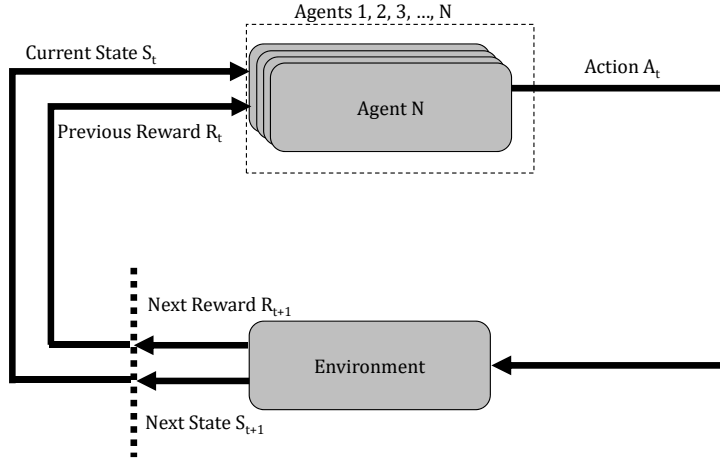 Agents 1, 2, 3, ..., N
Current State Sₜ
Action Aₜ
Agent N
Previous Reward Rₜ
Next Reward Rₜ₊₁
Environment
Next State Sₜ₊₁